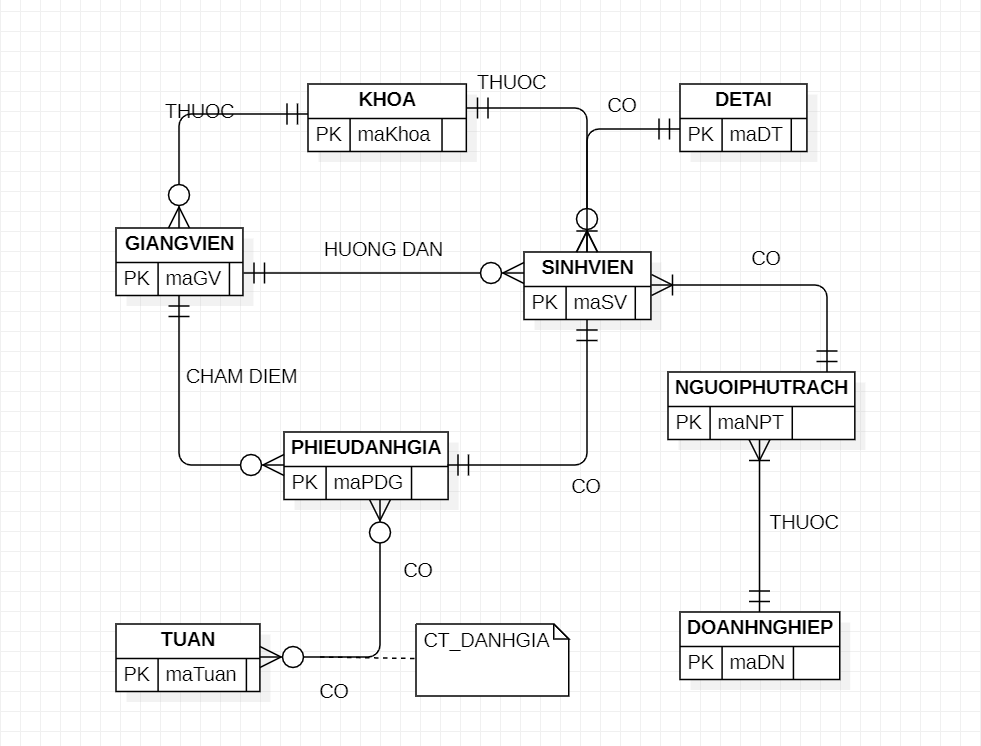 THUOC
KHOA
PK maKhoa
THUOC
CO
DETAI
PK maDT
GIANGVIEN
PK maGV
HUONG DAN
SINHVIEN
PK maSV
CO
CHAM DIEM
NGUOIPHUTRACH
PK maNPT
PHIEUDANHGIA
PK maPDG
CO
THUOC
CO
TUAN
PK maTuan
CO
CT_DANHGIA
DOANHNGHIEP
PK maDN